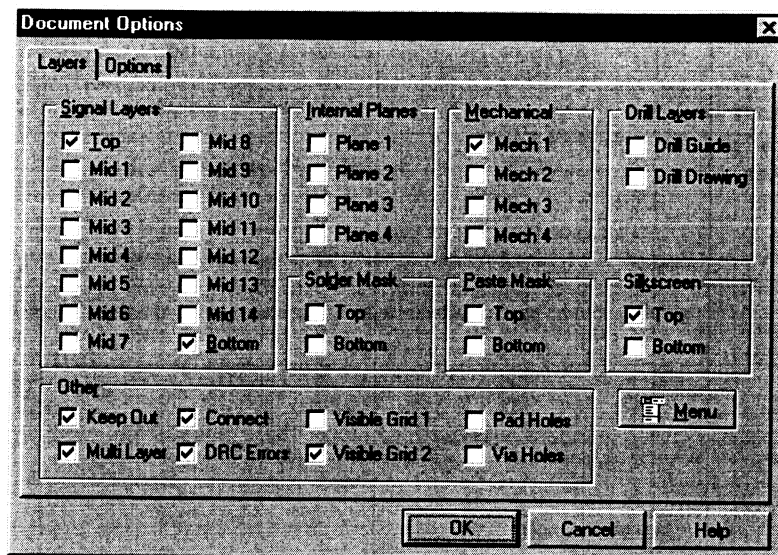 Document Options
Layers Options
Signal Layers
Top
Mid 1
Mid 2
Mid 3
Mid 4
Mid 5
Mid 6
Mid 7
Mid 8
Mid 9
Mid 10
Mid 11
Mid 12
Mid 13
Mid 14
Bottom
Internal Planes
Plane 1
Plane 2
Plane 3
Plane 4
Mechanical
Mech 1
Mech 2
Mech 3
Mech 4
Drill Layers
Drill Guide
Drill Drawing
Solder Mask
Top
Bottom
Paste Mask
Top
Bottom
Silkscreen
Top
Bottom
Other
Keep Out
Multi Layer
Connect
DRC Errors
Visible Grid 1
Visible Grid 2
Pad Holes
Via Holes
Menu
OK Cancel Help